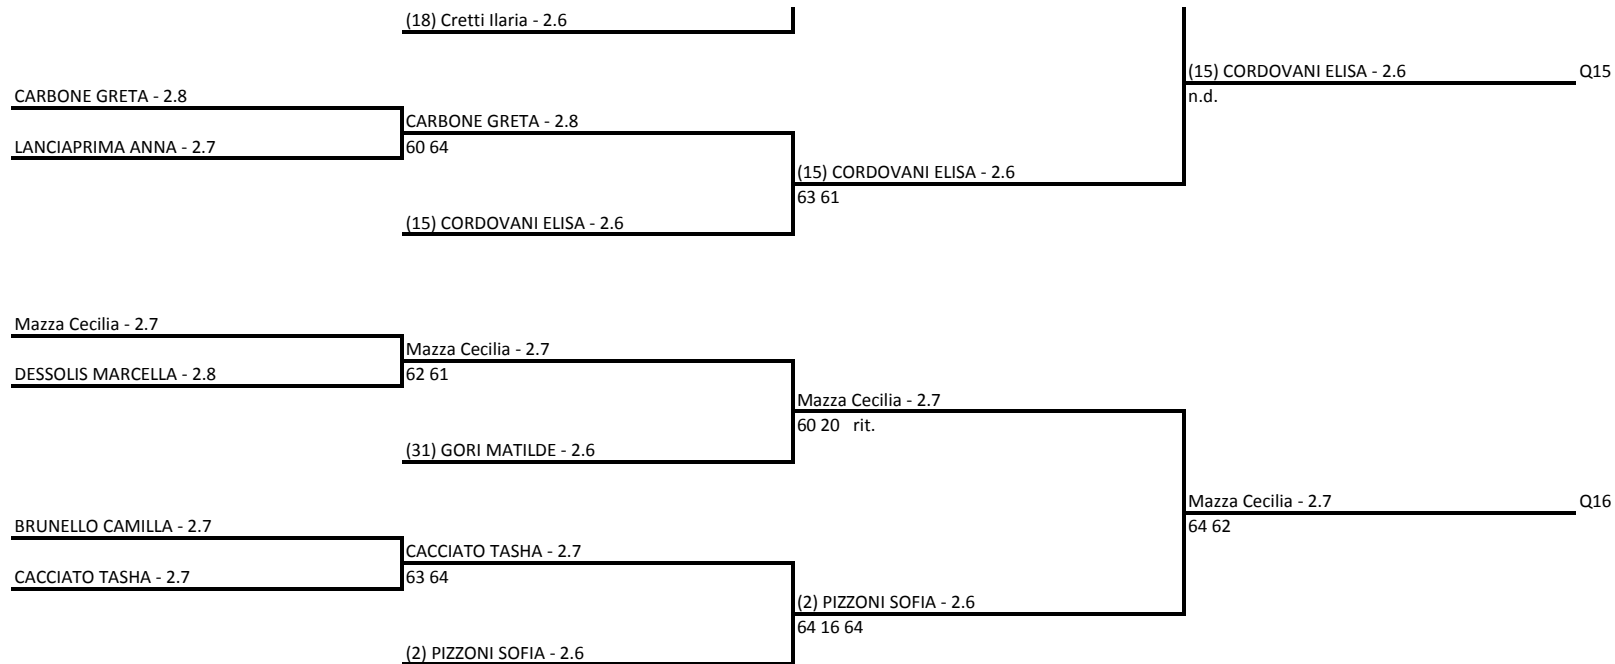 (18) Cretti Ilaria - 2.6
(15) CORDOVANI ELISA - 2.6
Q15
CARBONE GRETA - 2.8
n.d.
CARBONE GRETA - 2.8
LANCIAPRIMA ANNA - 2.7
60 64
(15) CORDOVANI ELISA - 2.6
63 61
(15) CORDOVANI ELISA - 2.6
Mazza Cecilia - 2.7
Mazza Cecilia - 2.7
DESSOLIS MARCELLA - 2.8
62 61
Mazza Cecilia - 2.7
60 20 rit.
(31) GORI MATILDE - 2.6
Mazza Cecilia - 2.7
Q16
BRUNELLO CAMILLA - 2.7
64 62
CACCIATO TASHA - 2.7
CACCIATO TASHA - 2.7
63 64
(2) PIZZONI SOFIA - 2.6
64 16 64
(2) PIZZONI SOFIA - 2.6